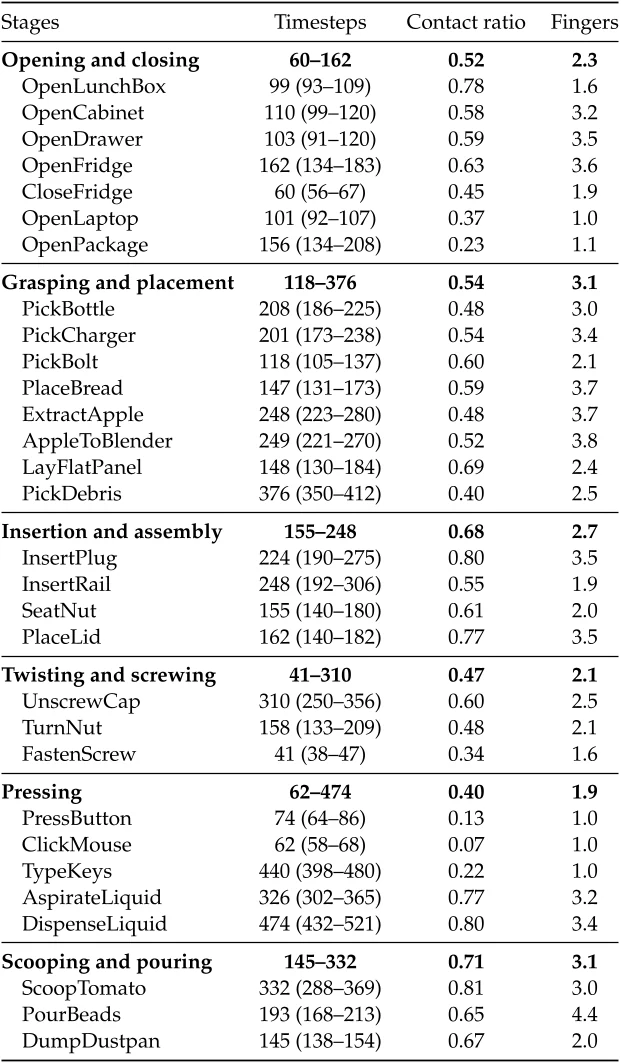 Stages Timesteps Contact ratio Fingers
Opening and closing 60–162 0.52 2.3
OpenLunchBox 99 (93–109) 0.78 1.6
OpenCabinet 110 (99–120) 0.58 3.2
OpenDrawer 103 (91–120) 0.59 3.5
OpenFridge 162 (134–183) 0.63 3.6
CloseFridge 60 (56–67) 0.45 1.9
OpenLaptop 101 (92–107) 0.37 1.0
OpenPackage 156 (134–208) 0.23 1.1
Grasping and placement 118–376 0.54 3.1
PickBottle 208 (186–225) 0.48 3.0
PickCharger 201 (173–238) 0.54 3.4
PickBolt 118 (105–137) 0.60 2.1
PlaceBread 147 (131–173) 0.59 3.7
ExtractApple 248 (223–280) 0.48 3.7
AppleToBlender 249 (221–270) 0.52 3.8
LayFlatPanel 148 (130–184) 0.69 2.4
PickDebris 376 (350–412) 0.40 2.5
Insertion and assembly 155–248 0.68 2.7
InsertPlug 224 (190–275) 0.80 3.5
InsertRail 248 (192–306) 0.55 1.9
SeatNut 155 (140–180) 0.61 2.0
PlaceLid 162 (140–182) 0.77 3.5
Twisting and screwing 41–310 0.47 2.1
UnscrewCap 310 (250–356) 0.60 2.5
TurnNut 158 (133–209) 0.48 2.1
FastenScrew 41 (38–47) 0.34 1.6
Pressing 62–474 0.40 1.9
PressButton 74 (64–86) 0.13 1.0
ClickMouse 62 (58–68) 0.07 1.0
TypeKeys 440 (398–480) 0.22 1.0
AspirateLiquid 326 (302–365) 0.77 3.2
DispenseLiquid 474 (432–521) 0.80 3.4
Scooping and pouring 145–332 0.71 3.1
ScoopTomato 332 (288–369) 0.81 3.0
PourBeads 193 (168–213) 0.65 4.4
DumpDustpan 145 (138–154) 0.67 2.0